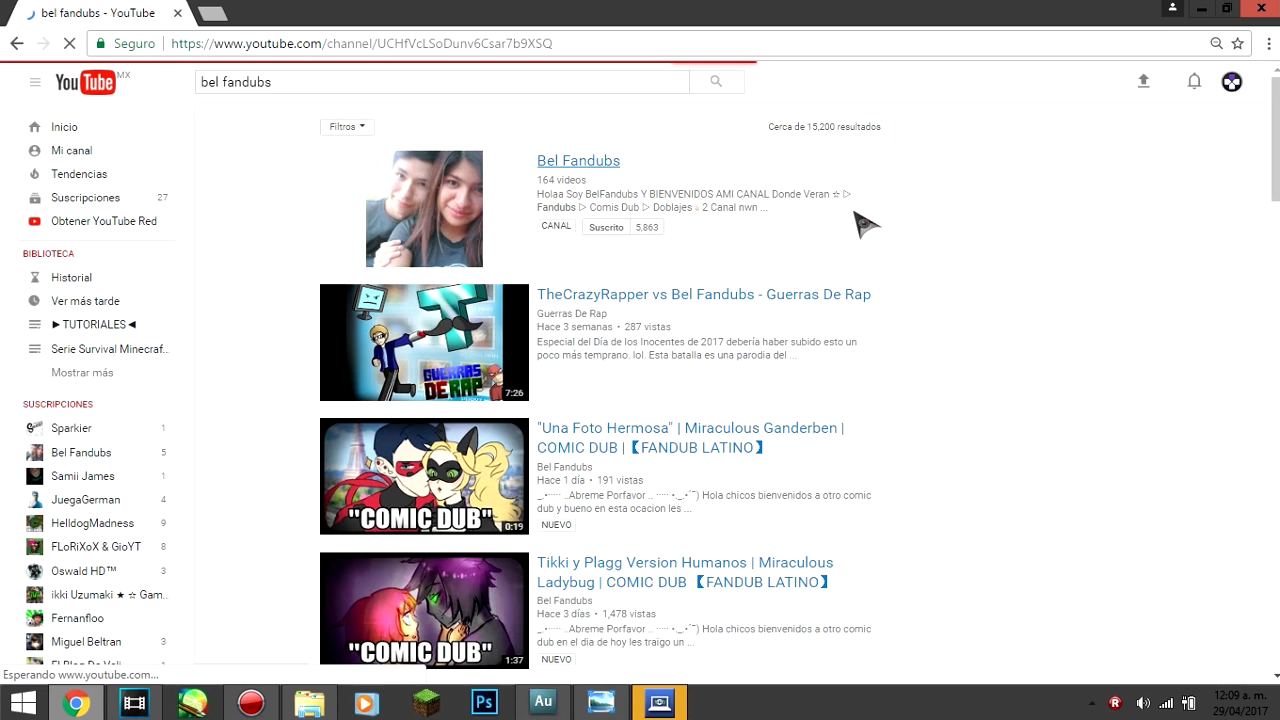 bel fandubs - YouTube
Seguro
https://www.youtube.com/channel/UCHfVcLSoDunv6Csar7b9XSQ
YouTube MX
bel fandubs
Filtros
Cerca de 15,200 resultados
Inicio
Mi canal
Tendencias
Suscripciones 27
Obtener YouTube Red
BIBLIOTECA
Historial
Ver más tarde
►TUTORIALES◄
Serie Survival Minecraf...
Mostrar más
SUSCRIPCIONES
Sparkier 1
Bel Fandubs 5
Samii James 1
JuegaGerman 4
HelldogMadness 9
FLoRiXoX & GioYT 8
Oswald HD™ 3
ikki Uzumaki ★ ☆ Gam...
Fernanfloo 1
Miguel Beltran 3
Bel Fandubs
164 videos
Holaa Soy BelFandubs Y BIENVENIDOS AMI CANAL Donde Veran ☆ ▷
Fandubs ▷ Comis Dub ▷ Doblajes ☆ 2 Canal nwn ...
CANAL
Suscrito 5,863
TheCrazyRapper vs Bel Fandubs - Guerras De Rap
Guerras De Rap
Hace 3 semanas • 287 vistas
Especial del Día de los Inocentes de 2017 debería haber subido esto un
poco más temprano. lol. Esta batalla es una parodia del ...
GUERRAS
DE RAP
7:26
"Una Foto Hermosa" | Miraculous Ganderben |
COMIC DUB |【FANDUB LATINO】
Bel Fandubs
Hace 1 día • 191 vistas
_.•´¨`•.. ..Abreme Porfavor .. ..•´¨`•._.•´¯) Hola chicos bienvenidos a otro comic
dub y bueno en esta ocacion les ...
NUEVO
"COMIC DUB"
0:19
Tikki y Plagg Version Humanos | Miraculous
Ladybug | COMIC DUB 【FANDUB LATINO】
Bel Fandubs
Hace 3 días • 1,478 vistas
_.•´¨`•.. ..Abreme Porfavor .. ..•´¨`•._.•´¯) Hola chicos bienvenidos a otro comic
dub en el día de hoy les traigo un ...
NUEVO
"COMIC DUB"
1:37
Esperando www.youtube.com...
Ps
Au
12:09 a. m.
29/04/2017